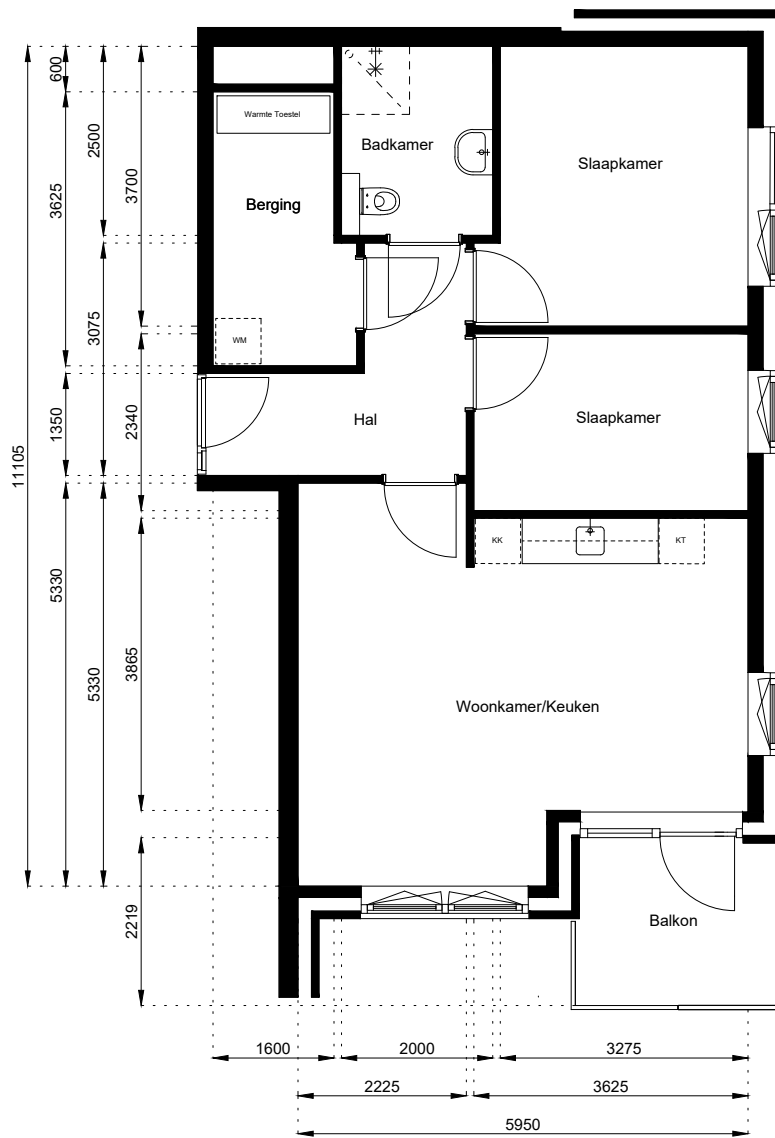 600
2500
3700
3625
Warmte Toestel
Badkamer
Slaapkamer
Berging
3075
WM
11105
1350
2340
Hal
Slaapkamer
KK
KT
5330
5330
3865
Woonkamer/Keuken
2219
Balkon
1600
2000
3275
2225
3625
5950